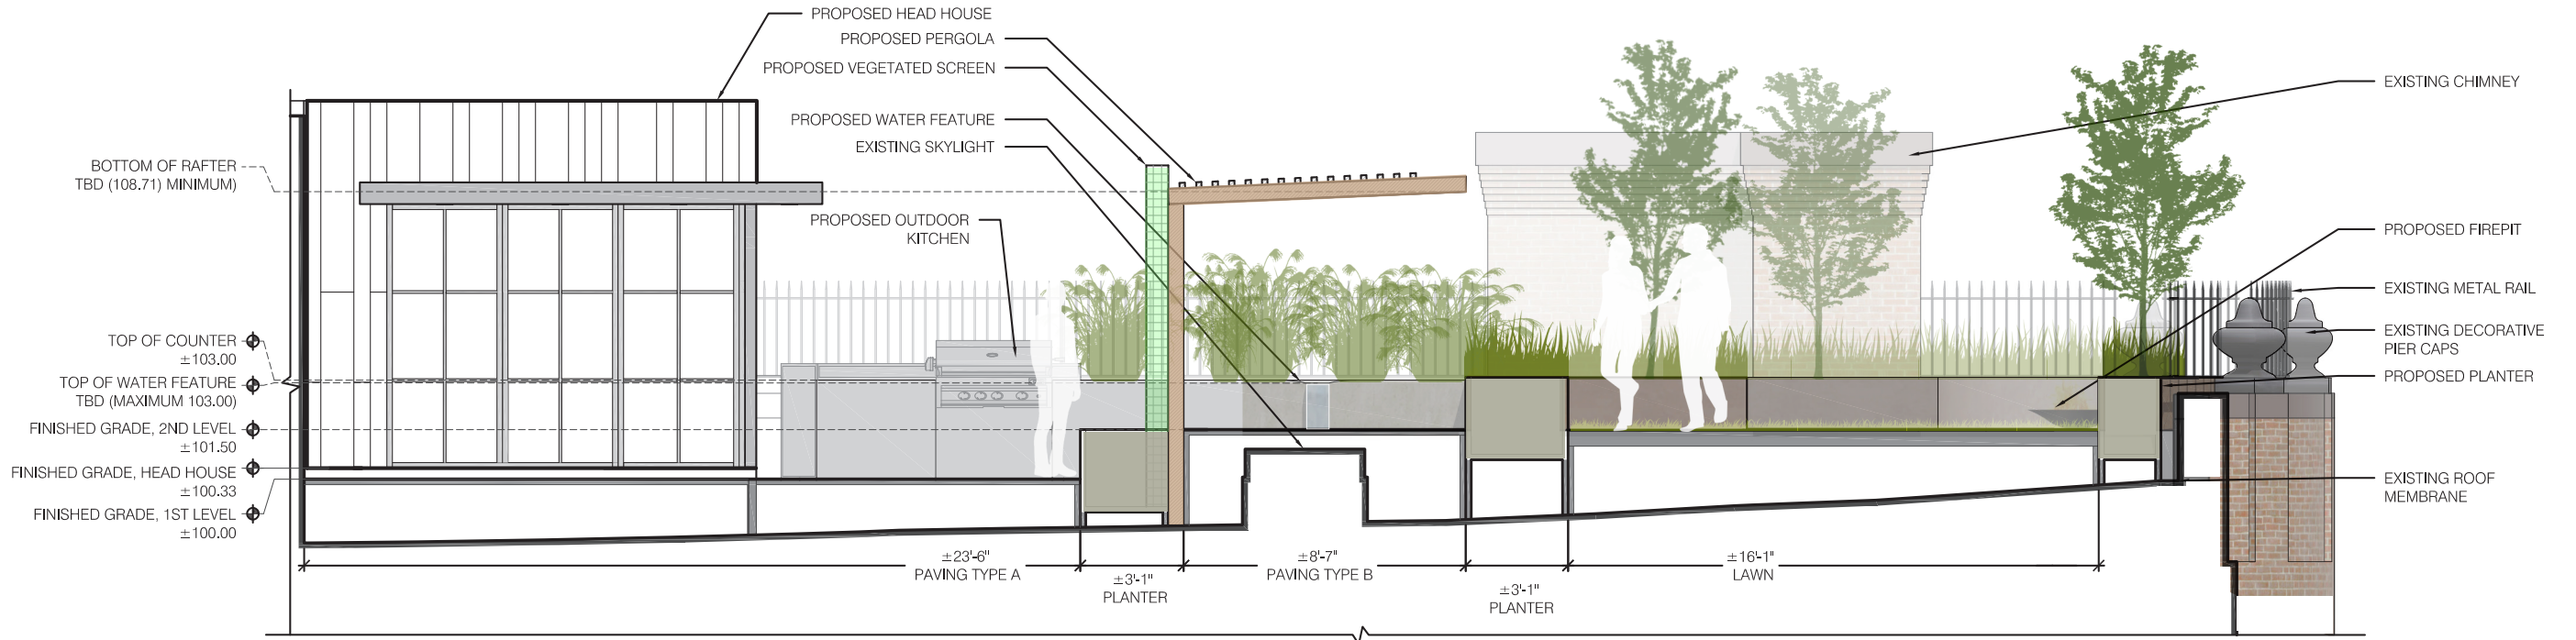 PROPOSED HEAD HOUSE
PROPOSED PERGOLA
PROPOSED VEGETATED SCREEN
PROPOSED WATER FEATURE
EXISTING SKYLIGHT
PROPOSED OUTDOOR
KITCHEN
BOTTOM OF RAFTER
TBD (108.71) MINIMUM)
TOP OF COUNTER
±103.00
TOP OF WATER FEATURE
TBD (MAXIMUM 103.00)
FINISHED GRADE, 2ND LEVEL
±101.50
FINISHED GRADE, HEAD HOUSE
±100.33
FINISHED GRADE, 1ST LEVEL
±100.00
EXISTING CHIMNEY
PROPOSED FIREPIT
EXISTING METAL RAIL
EXISTING DECORATIVE
PIER CAPS
PROPOSED PLANTER
EXISTING ROOF
MEMBRANE
±23'-6"
PAVING TYPE A
±3'-1"
PLANTER
±8'-7"
PAVING TYPE B
±3'-1"
PLANTER
±16'-1"
LAWN